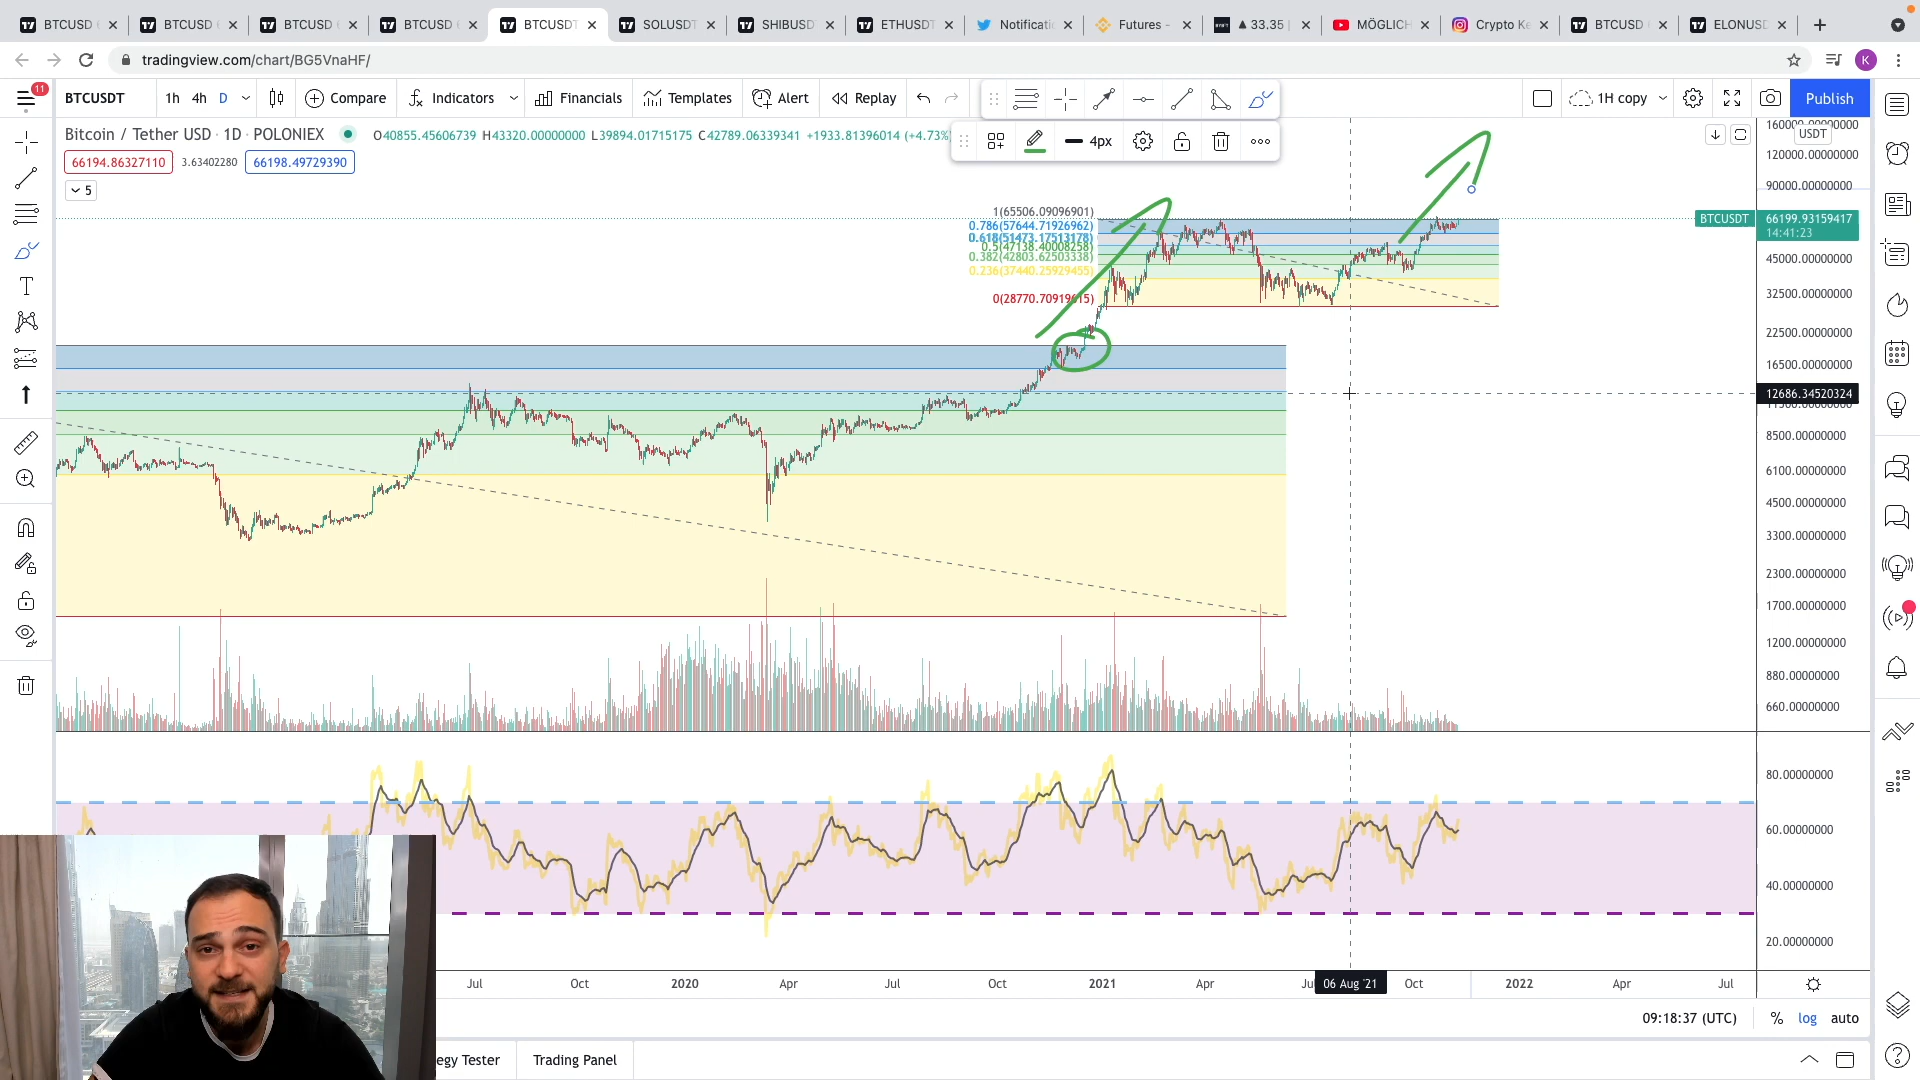 BTCUSD BTCUSD BTCUSD BTCUSD BTCUSDT SOLUSDT SHIBUSDT ETHUSDT Notificatio Futures - ▲ 33.35 | MÖGLICH Crypto Ke BTCUSD ELONUSD
tradingview.com/chart/BG5VnaHF/ K
11 BTCUSDT 1h 4h D Compare Indicators Financials Templates Alert Replay 1H copy Publish
Bitcoin / Tether USD · 1D · POLONIEX O40855.45606739 H43320.00000000 L39894.01715175 C42789.06339341 +1933.81396014 (+4.73%
4px
USDT
66194.86327110 3.63402280 66198.49729390
5
120000.00000000
90000.00000000
1(65506.09096901)
0.786(57644.71926962)
0.618(51473.17513178)
0.5(47138.40008258)
0.382(42803.62503338)
0.236(37440.25929455)
0(28770.70919615)
BTCUSDT 66199.93159417
14:41:23
45000.00000000
32500.00000000
22500.00000000
16500.00000000
12686.34520324
8500.00000000
6100.00000000
4500.00000000
3300.00000000
2300.00000000
1700.00000000
1200.00000000
880.00000000
660.00000000
80.00000000
60.00000000
40.00000000
20.00000000
Jul Oct 2020 Apr Jul Oct 2021 Apr 06 Aug '21 Oct 2022 Apr Jul
09:18:37 (UTC) % log auto
egy Tester Trading Panel